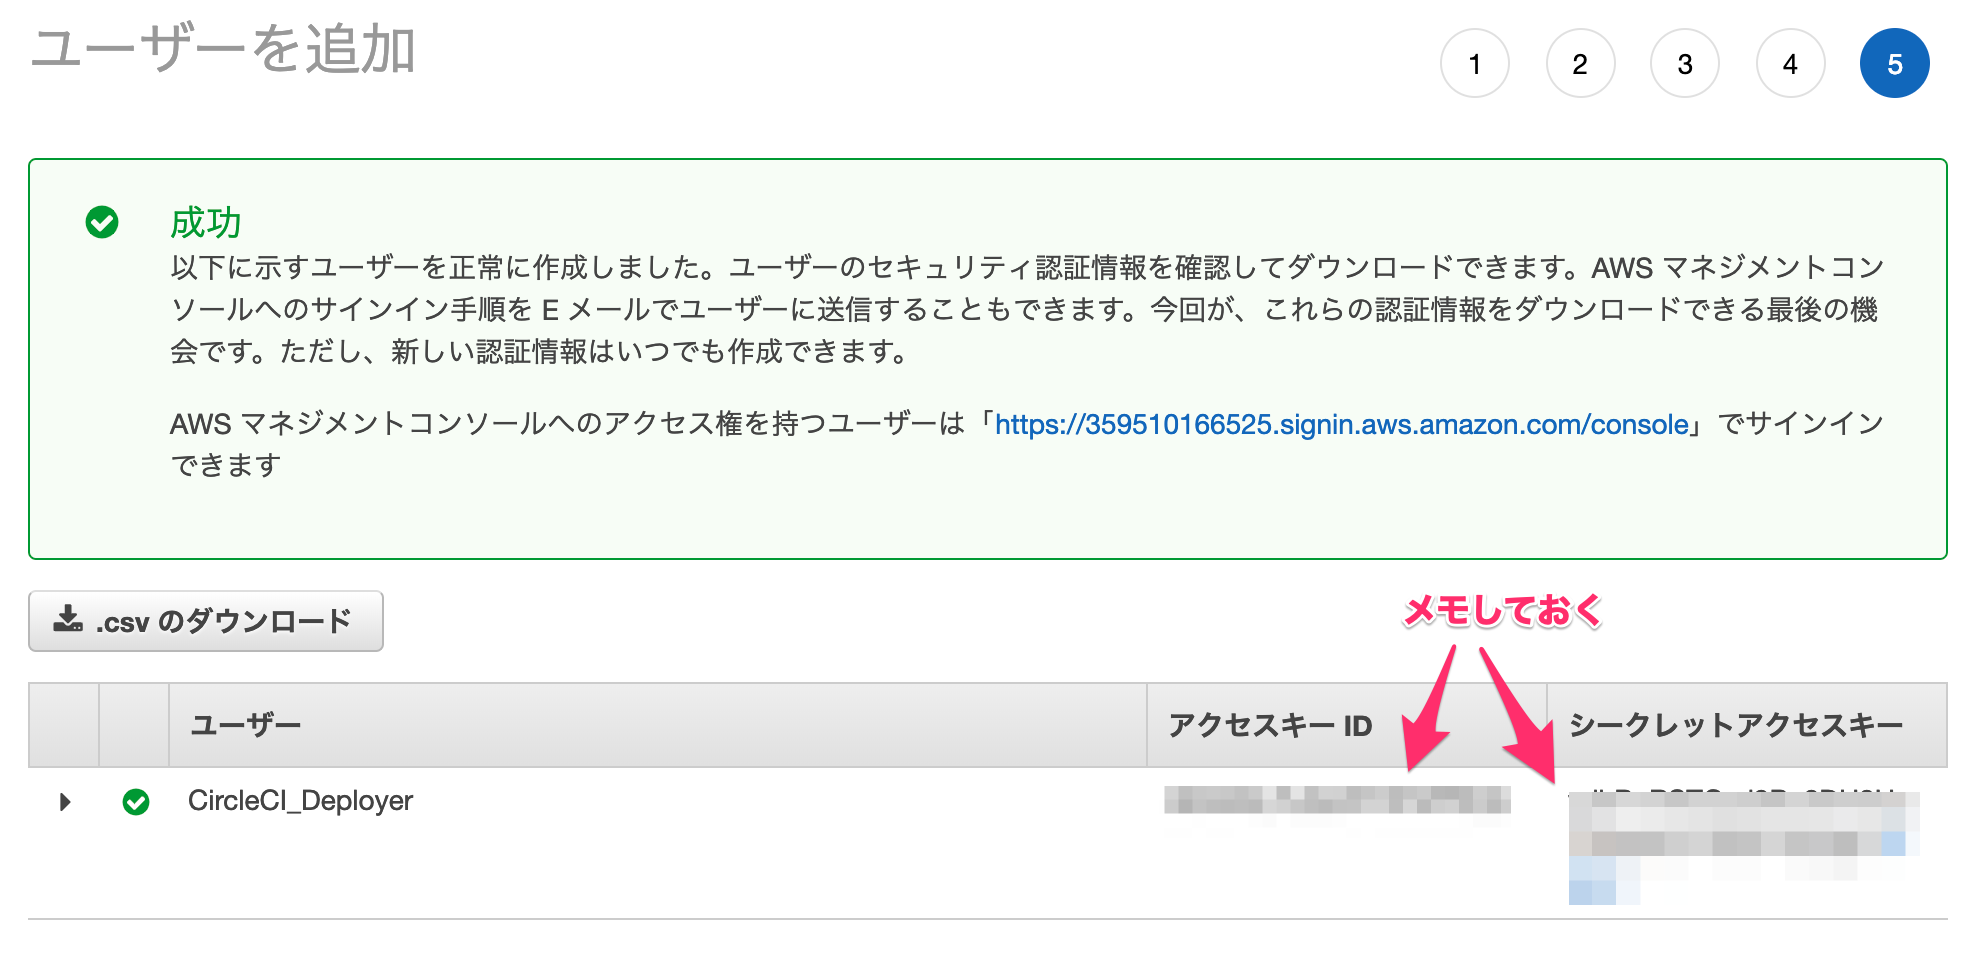 ユーザーを追加
1 2 3 4 5
成功
以下に示すユーザーを正常に作成しました。ユーザーのセキュリティ認証情報を確認してダウンロードできます。AWS マネジメントコン
ソールへのサインイン手順を E メールでユーザーに送信することもできます。今回が、これらの認証情報をダウンロードできる最後の機
会です。ただし、新しい認証情報はいつでも作成できます。
AWS マネジメントコンソールへのアクセス権を持つユーザーは「https://359510166525.signin.aws.amazon.com/console」でサインイン
できます
.csv のダウンロード
メモしておく
ユーザー アクセスキー ID シークレットアクセスキー
CircleCI_Deployer